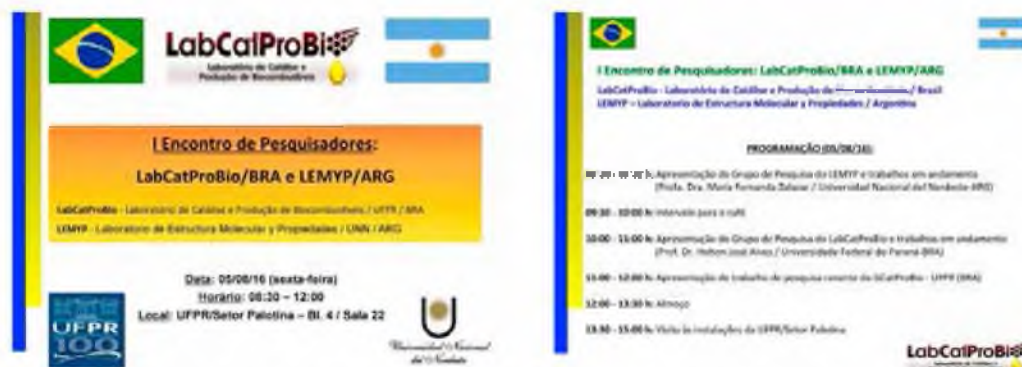 LabCatProBi
Laboratório de Catálise e
Produção de Biocombustíveis
I Encontro de Pesquisadores:
LabCatProBio/BRA e LEMYP/ARG
LabCatProBio - Laboratório de Catálise e Produção de Biocombustíveis / UFPR / BRA
LEMYP - Laboratorio de Estructura Molecular y Propiedades / UNN / ARG
Data: 05/08/16 (sexta-feira)
Horário: 08:30 – 12:00
Local: UFPR/Setor Palotina – Bl. 4 / Sala 22
UFPR
100
Universidad Nacional
del Nordeste
I Encontro de Pesquisadores: LabCatProBio/BRA e LEMYP/ARG
LabCatProBio - Laboratório de Catálise e Produção de / Brasil
LEMYP – Laboratorio de Estructura Molecular y Propiedades / Argentina
PROGRAMAÇÃO (05/08/16):
h: Apresentação do Grupo de Pesquisa do LEMYP e trabalhos em andamento
(Profa. Dra. Maria Fernanda / Universidad Nacional del Nordeste-ARG)
09:30 - 10:00 h: Intervalo para o café
10:00 - 11:00 h: Apresentação do Grupo de Pesquisa do LabCatProBio e trabalhos em andamento
(Prof. Dr. Helton José Alves / Universidade Federal do Paraná-BRA)
11:00 - 12:00 h: Apresentação de trabalho de pesquisa recente do - UFPR (BRA)
12:00 - 13:30 h: Almoço
13:30 - 15:00 h: Visita às instalações da UFPR/Setor Palotina
LabCatProBi